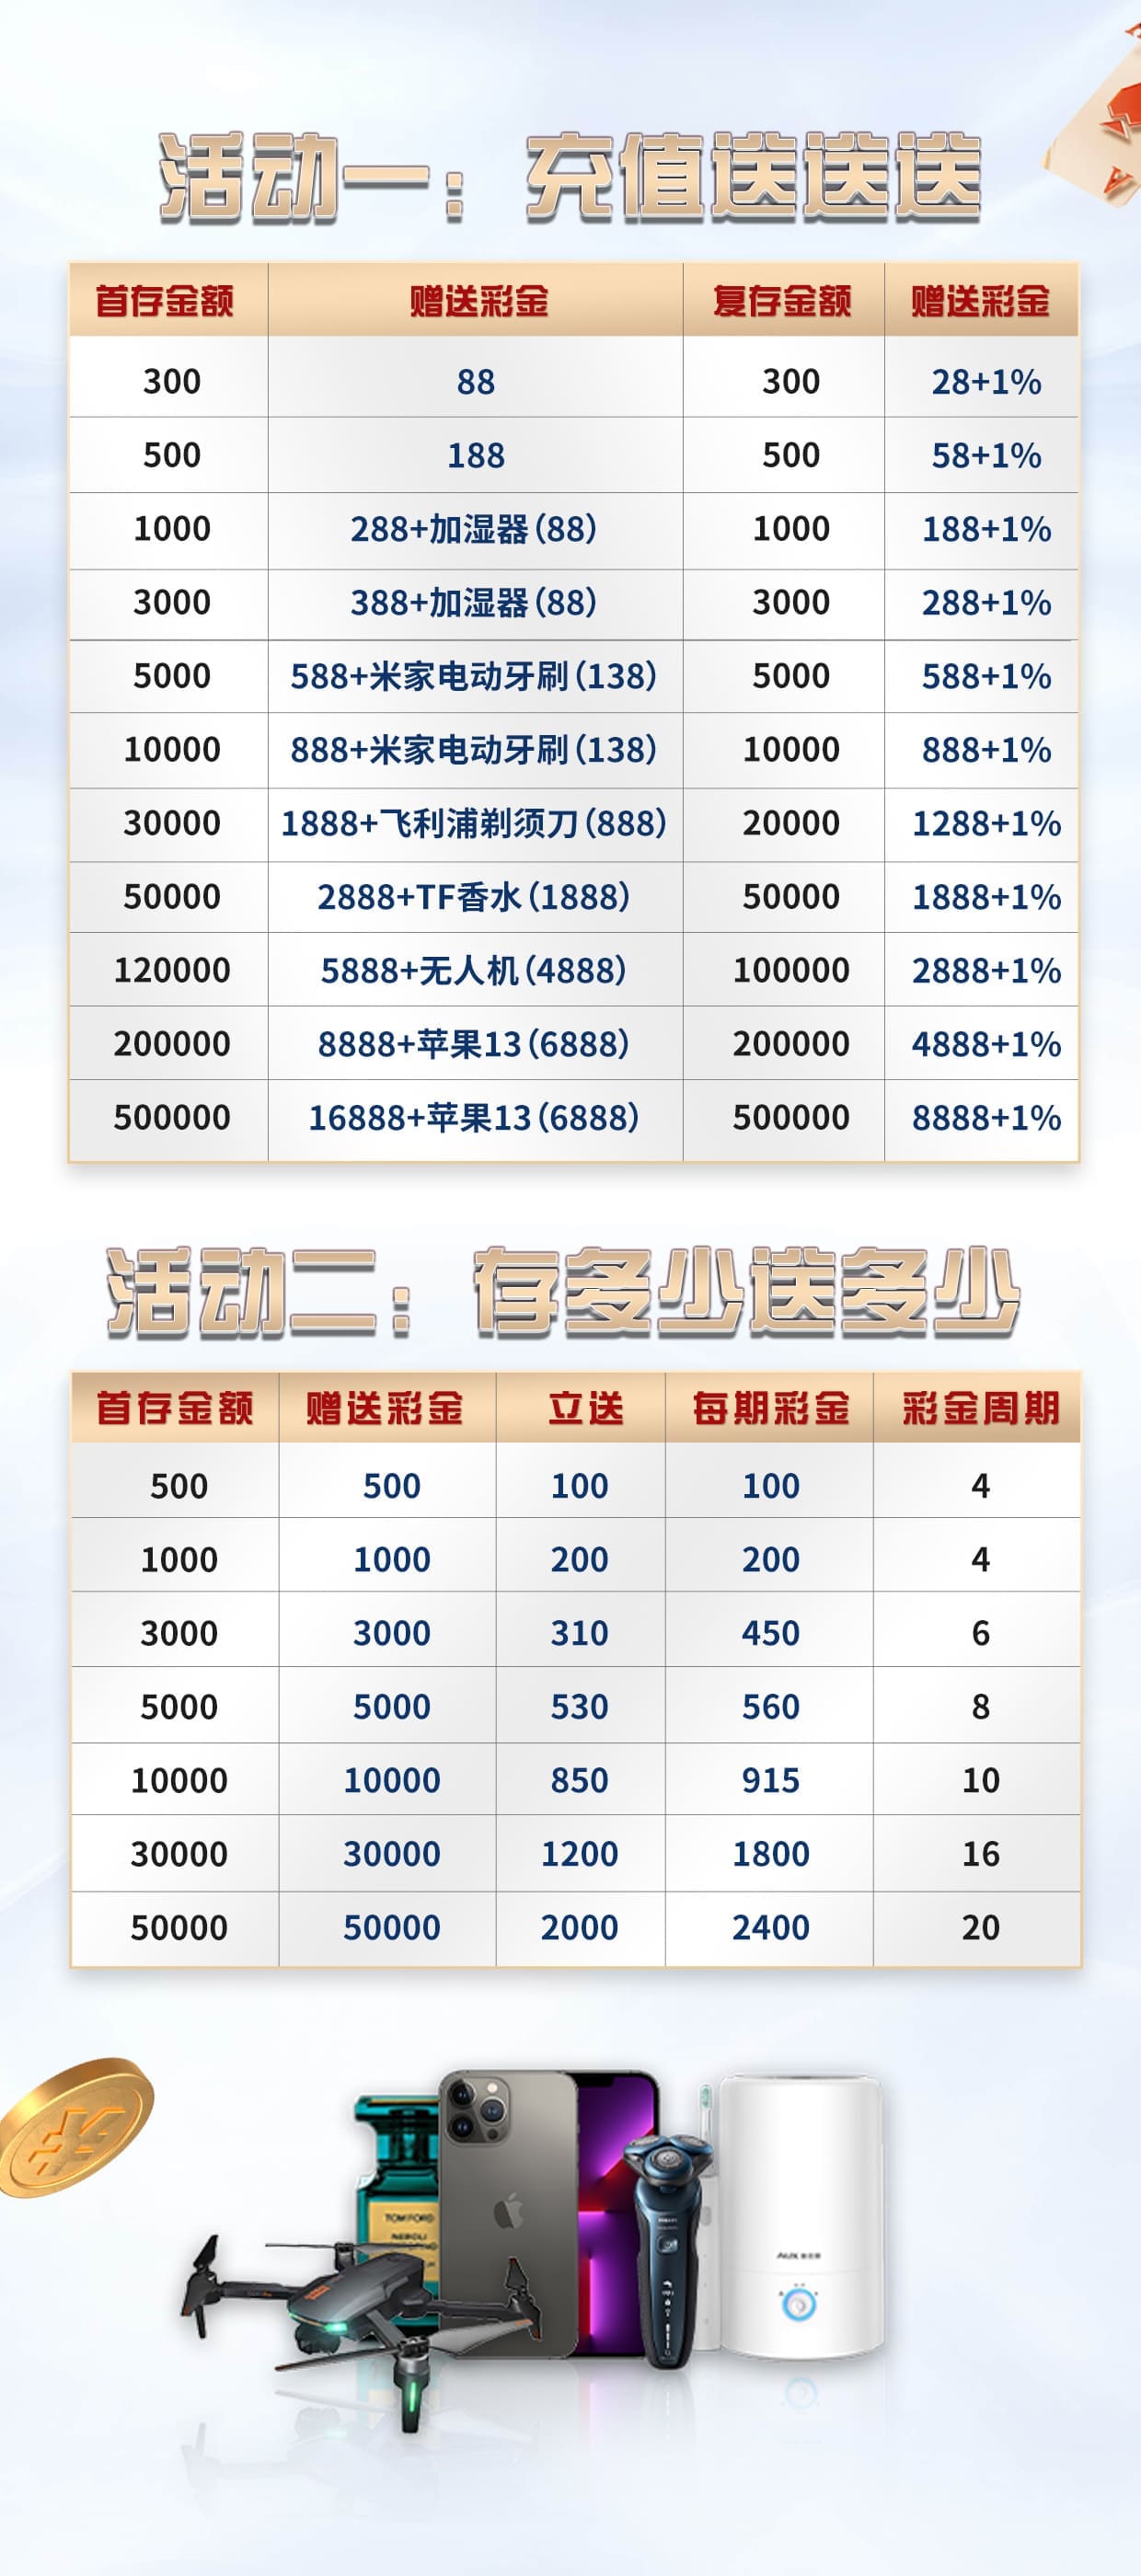 活动一：充值送送送
首存金额 赠送彩金 复存金额 赠送彩金
300 88 300 28+1%
500 188 500 58+1%
1000 288+加湿器(88) 1000 188+1%
3000 388+加湿器(88) 3000 288+1%
5000 588+米家电动牙刷(138) 5000 588+1%
10000 888+米家电动牙刷(138) 10000 888+1%
30000 1888+飞利浦剃须刀(888) 20000 1288+1%
50000 2888+TF香水(1888) 50000 1888+1%
120000 5888+无人机(4888) 100000 2888+1%
200000 8888+苹果13(6888) 200000 4888+1%
500000 16888+苹果13(6888) 500000 8888+1%
活动二：存多少送多少
首存金额 赠送彩金 立送 每期彩金 彩金周期
500 500 100 100 4
1000 1000 200 200 4
3000 3000 310 450 6
5000 5000 530 560 8
10000 10000 850 915 10
30000 30000 1200 1800 16
50000 50000 2000 2400 20
TOM FORD
NEROLI
AUX